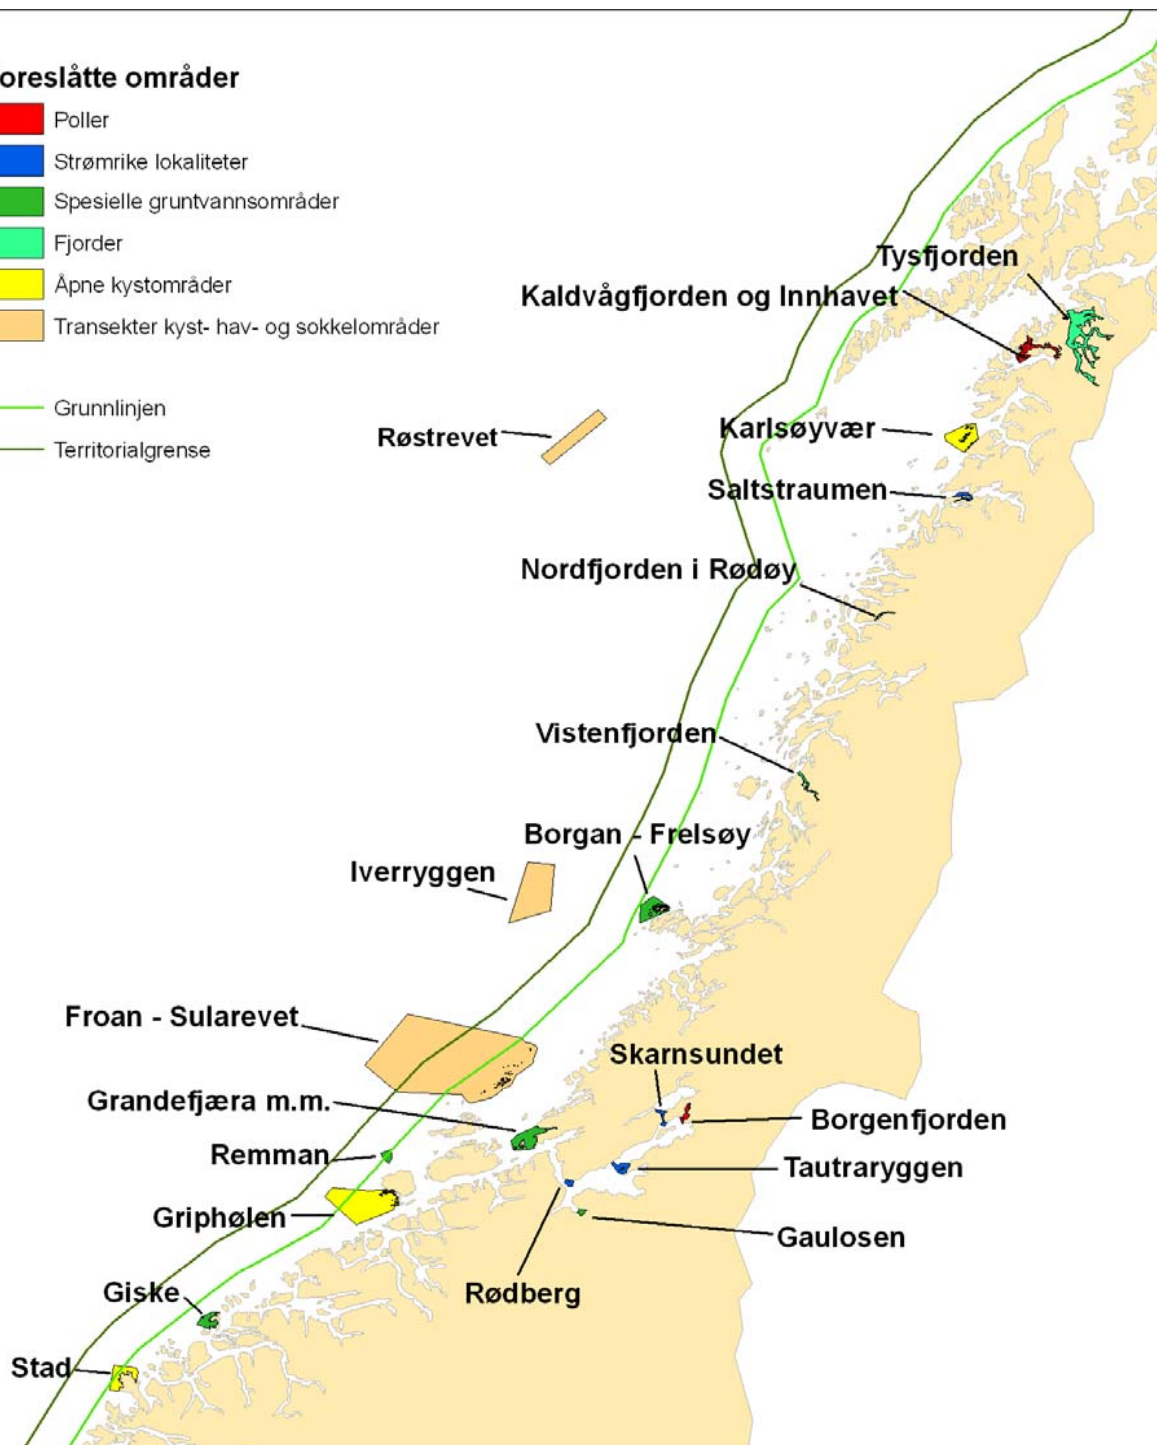 oreslåtte områder
Poller
Strømrike lokaliteter
Spesielle gruntvannsområder
Fjorder
Åpne kystområder
Transekter kyst- hav- og sokkelområder
Grunnlinjen
Territorialgrense
Tysfjorden
Kaldvågfjorden og Innhavet
Karlsøyvær
Røstrevet
Saltstraumen
Nordfjorden i Rødøy
Vistenfjorden
Borgan - Frelsøy
Iverryggen
Froan - Sularevet
Skarnsundet
Grandefjæra m.m.
Borgenfjorden
Remman
Tautraryggen
Griphølen
Gaulosen
Giske
Rødberg
Stad